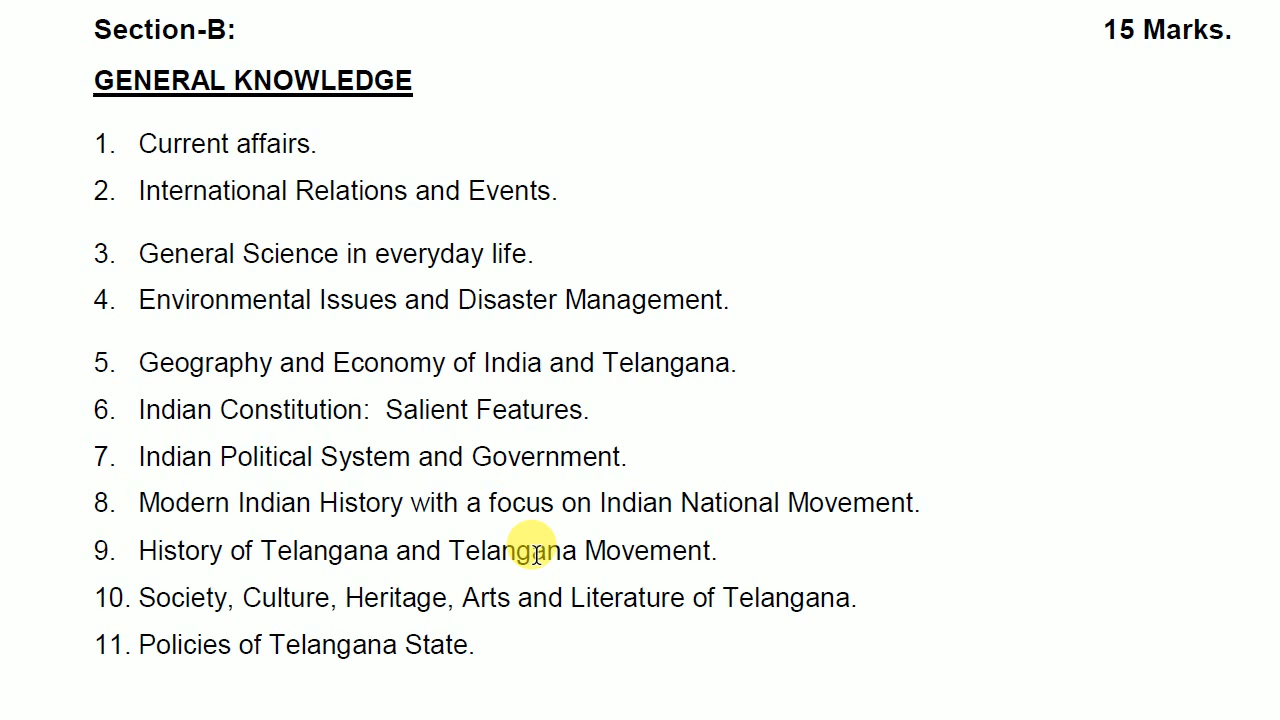 Section-B: 15 Marks.
GENERAL KNOWLEDGE
1. Current affairs.
2. International Relations and Events.
3. General Science in everyday life.
4. Environmental Issues and Disaster Management.
5. Geography and Economy of India and Telangana.
6. Indian Constitution: Salient Features.
7. Indian Political System and Government.
8. Modern Indian History with a focus on Indian National Movement.
9. History of Telangana and Telangana Movement.
10. Society, Culture, Heritage, Arts and Literature of Telangana.
11. Policies of Telangana State.